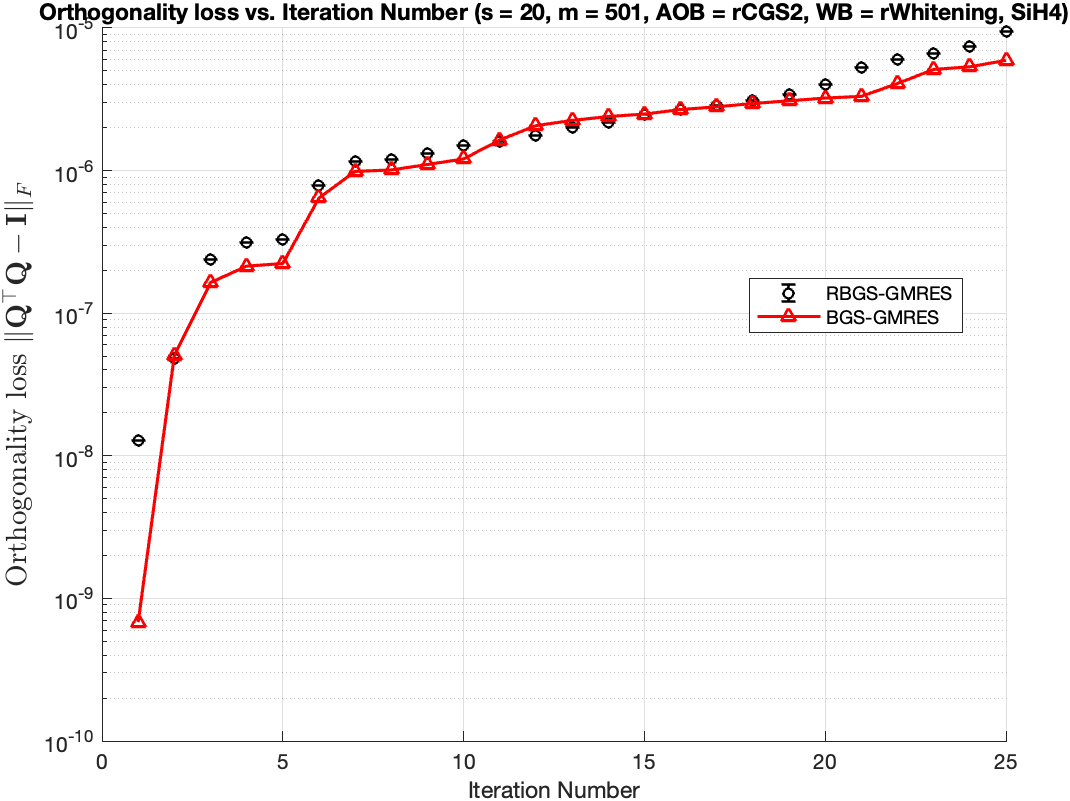 Orthogonality loss vs. Iteration Number (s = 20, m = 501, AOB = rCGS2, WB = rWhitening, SiH4)
10^-5
10^-6
10^-7
10^-8
10^-9
10^-10
Orthogonality loss ||Q^⊤Q − I||_F
RBGS-GMRES
BGS-GMRES
0 5 10 15 20 25
Iteration Number